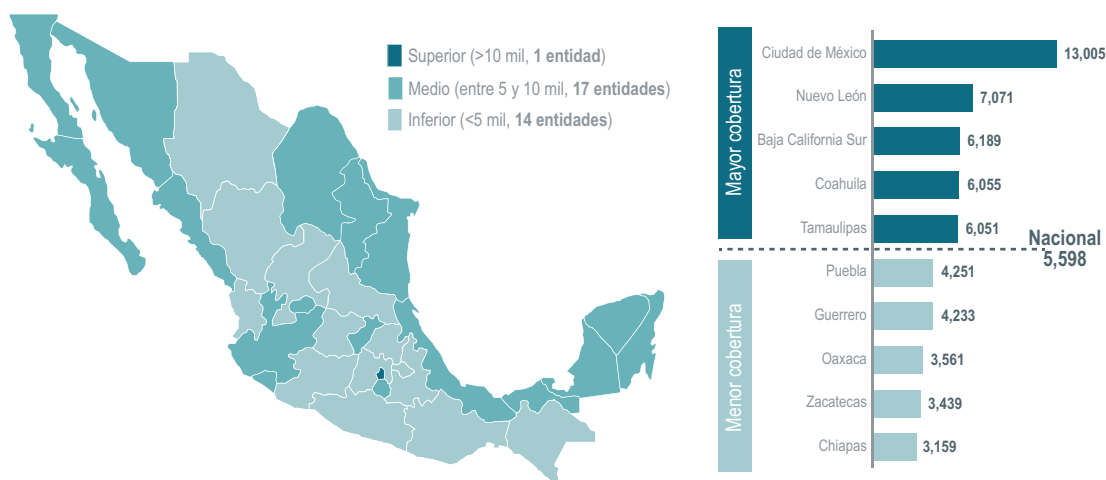 Superior (>10 mil, 1 entidad)
Medio (entre 5 y 10 mil, 17 entidades)
Inferior (<5 mil, 14 entidades)
Mayor cobertura
Ciudad de México 13,005
Nuevo León 7,071
Baja California Sur 6,189
Coahuila 6,055
Tamaulipas 6,051
Nacional
5,598
Menor cobertura
Puebla 4,251
Guerrero 4,233
Oaxaca 3,561
Zacatecas 3,439
Chiapas 3,159